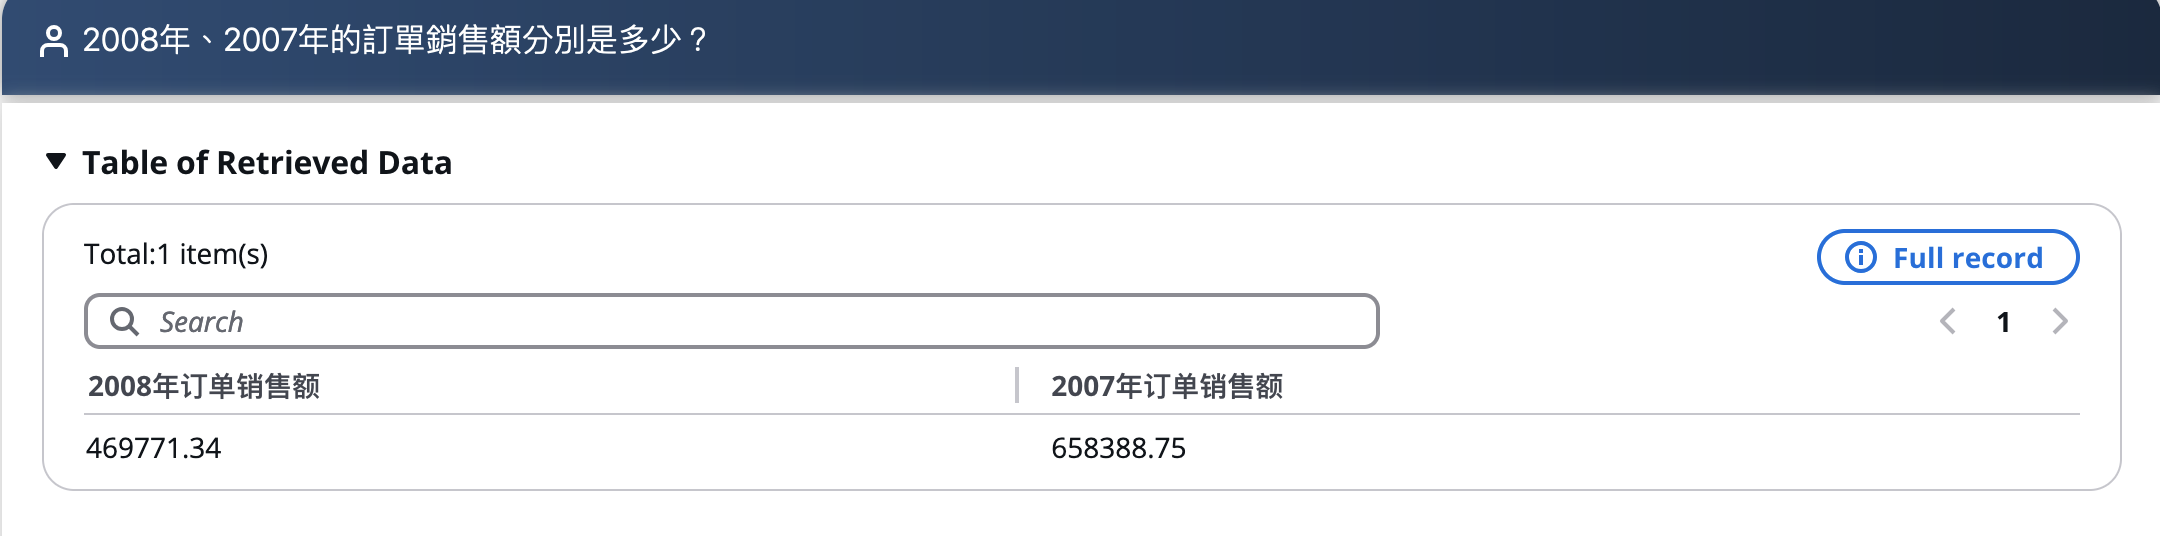 2008年、2007年的訂單銷售額分別是多少？
Table of Retrieved Data
Total:1 item(s)
Full record
Search
1
2008年订单销售额 2007年订单销售额
469771.34 658388.75